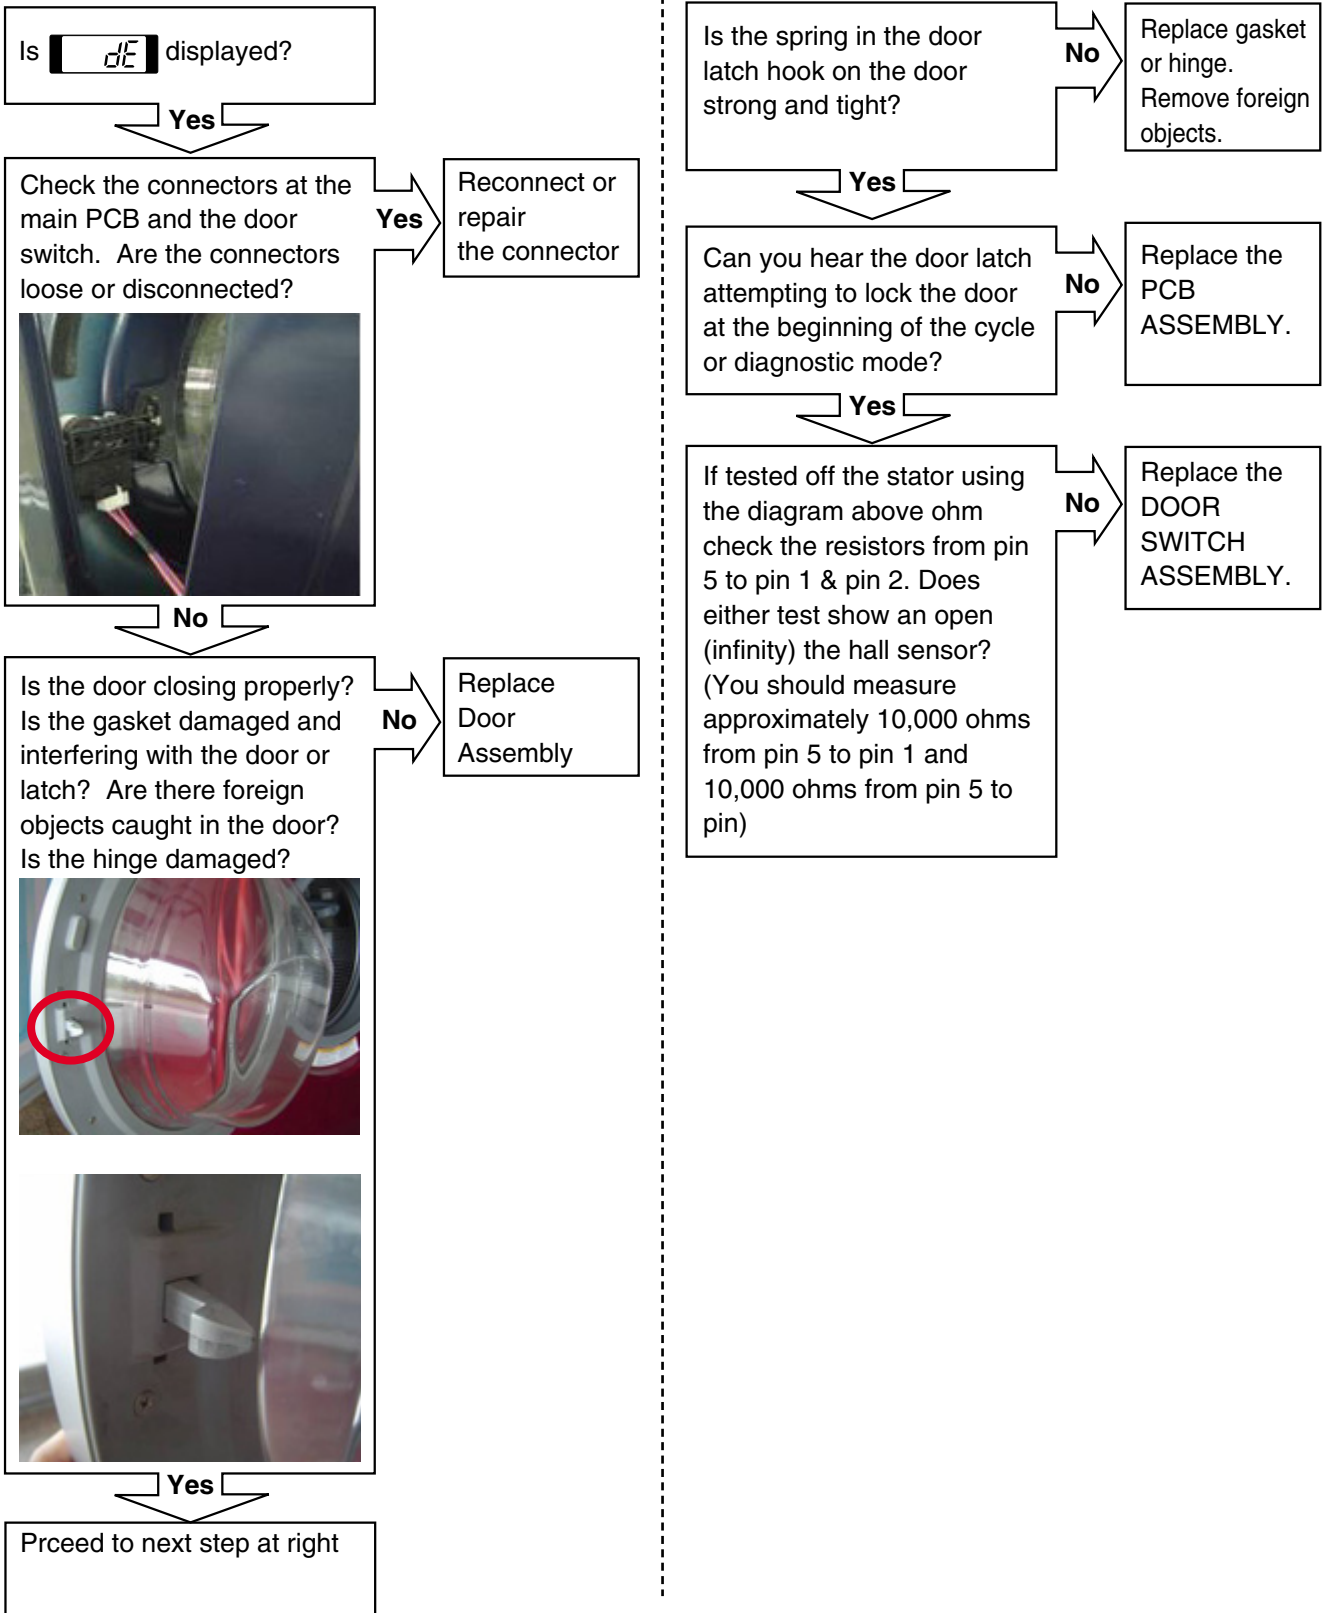 Is dE displayed?
Yes
Check the connectors at the
main PCB and the door
switch. Are the connectors
loose or disconnected?
Yes
Reconnect or
repair
the connector
No
Is the door closing properly?
Is the gasket damaged and
interfering with the door or
latch? Are there foreign
objects caught in the door?
Is the hinge damaged?
No
Replace
Door
Assembly
Yes
Prceed to next step at right
Is the spring in the door
latch hook on the door
strong and tight?
No
Replace gasket
or hinge.
Remove foreign
objects.
Yes
Can you hear the door latch
attempting to lock the door
at the beginning of the cycle
or diagnostic mode?
No
Replace the
PCB
ASSEMBLY.
Yes
If tested off the stator using
the diagram above ohm
check the resistors from pin
5 to pin 1 & pin 2. Does
either test show an open
(infinity) the hall sensor?
(You should measure
approximately 10,000 ohms
from pin 5 to pin 1 and
10,000 ohms from pin 5 to
pin)
No
Replace the
DOOR
SWITCH
ASSEMBLY.